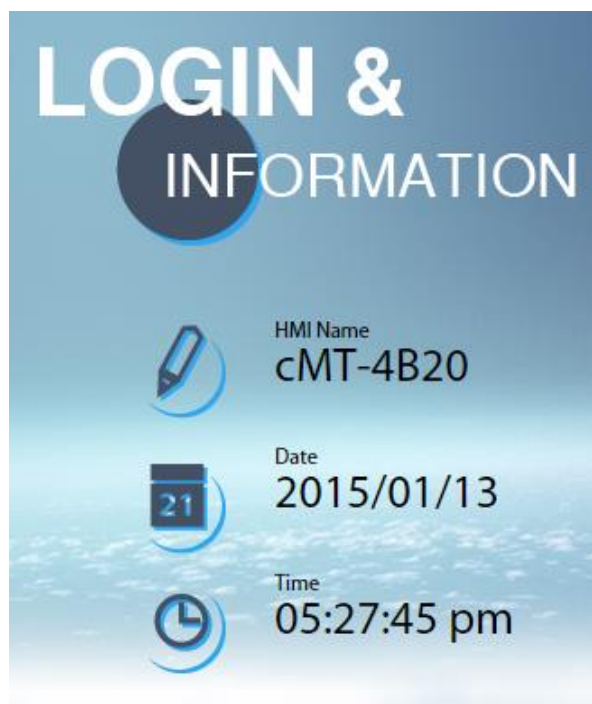 LOGIN &
INFORMATION
HMI Name
cMT-4B20
Date
21
2015/01/13
Time
05:27:45 pm